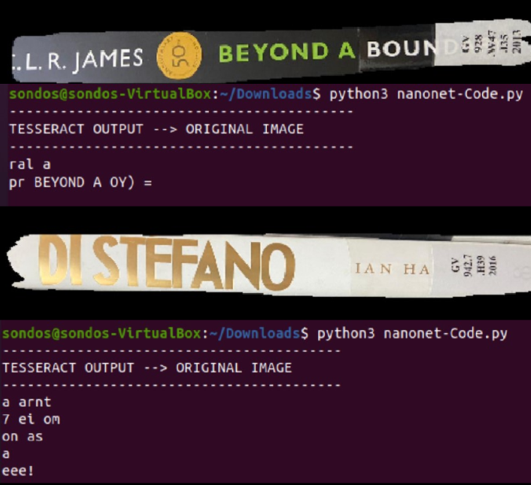 .L. R. JAMES 50 BEYOND A BOUND
GV
928
.W47
.J35
2013
sondos@sondos-VirtualBox:~/Downloads$ python3 nanonet-Code.py
----------------------------------------
TESSERACT OUTPUT --> ORIGINAL IMAGE
----------------------------------------
ral a
pr BEYOND A OY) =
DI STEFANO IAN HA
GV
942.7
.H39
2016
sondos@sondos-VirtualBox:~/Downloads$ python3 nanonet-Code.py
----------------------------------------
TESSERACT OUTPUT --> ORIGINAL IMAGE
----------------------------------------
a arnt
7 ei om
on as
a
eee!